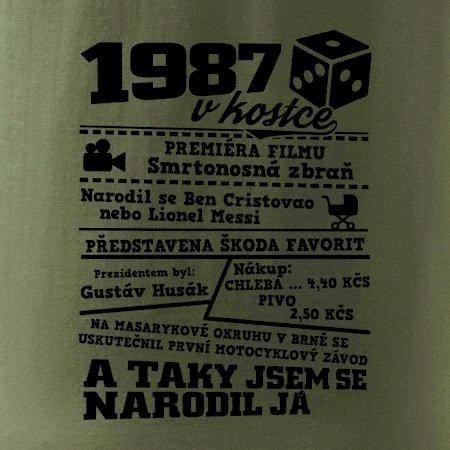 1987
v kostce
PREMIÉRA FILMU
Smrtonosná zbraň
Narodil se Ben Cristovao
nebo Lionel Messi
PŘEDSTAVENA ŠKODA FAVORIT
Prezidentem byl:
Gustáv Husák
Nákup:
CHLEBA ... 4,40 KČS
PIVO
2,50 KČS
NA MASARYKOVĚ OKRUHU V BRNĚ SE
USKUTEČNIL PRVNÍ MOTOCYKLOVÝ ZÁVOD
A TAKY JSEM SE
NARODIL JÁ